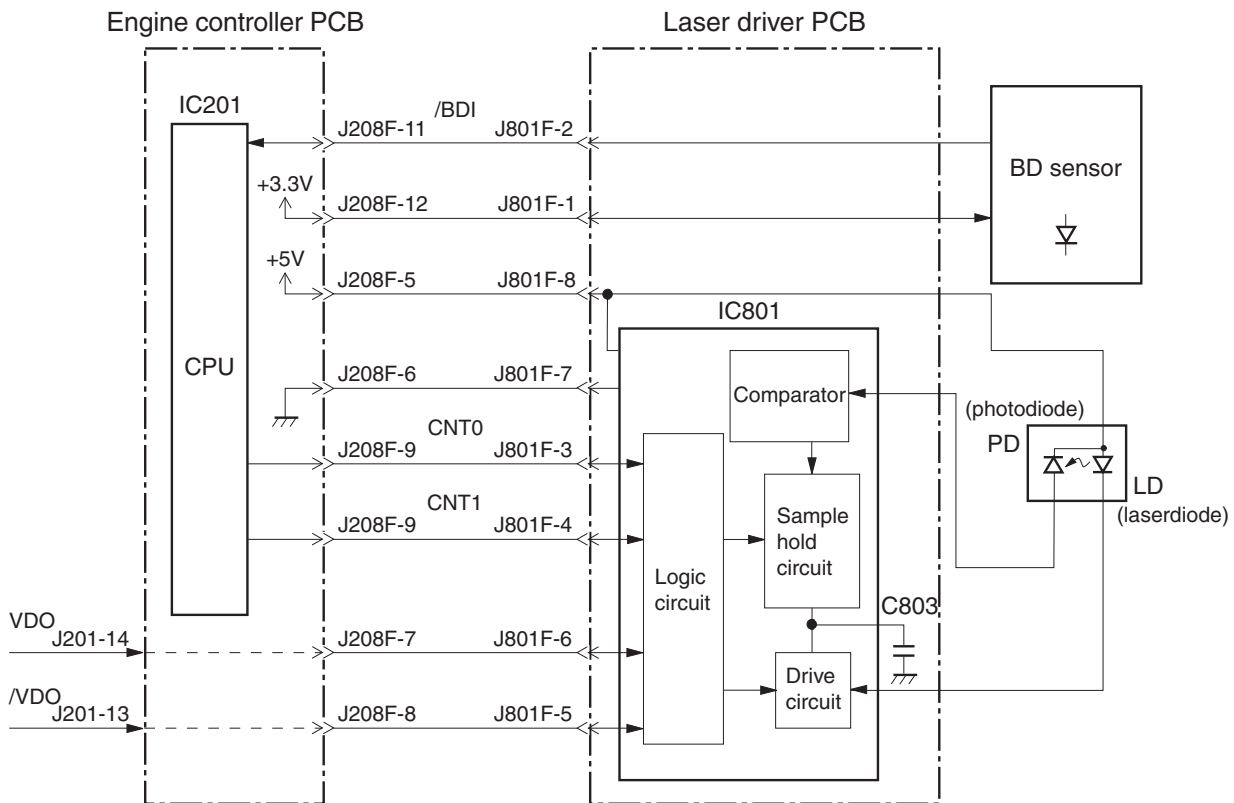 Engine controller PCB
Laser driver PCB
IC201
/BDI
J208F-11
J801F-2
BD sensor
+3.3V
J208F-12
J801F-1
+5V
J208F-5
J801F-8
IC801
CPU
J208F-6
J801F-7
Comparator
(photodiode)
PD
CNT0
J208F-9
J801F-3
LD
(laserdiode)
CNT1
J208F-9
J801F-4
Sample
hold
circuit
Logic
circuit
C803
VDO
J201-14
J208F-7
J801F-6
Drive
circuit
/VDO
J201-13
J208F-8
J801F-5